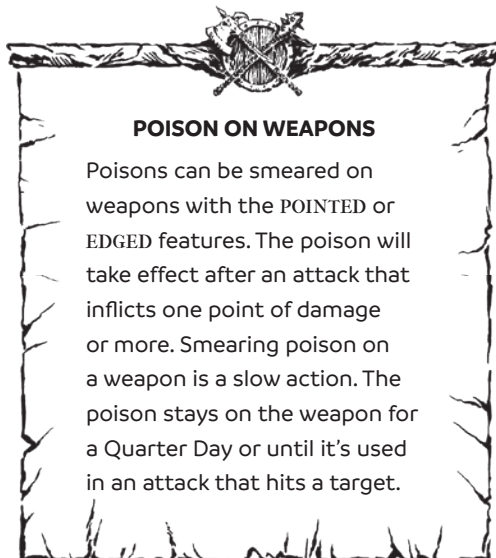 POISON ON WEAPONS
Poisons can be smeared on
weapons with the POINTED or
EDGED features. The poison will
take effect after an attack that
inflicts one point of damage
or more. Smearing poison on
a weapon is a slow action. The
poison stays on the weapon for
a Quarter Day or until it’s used
in an attack that hits a target.